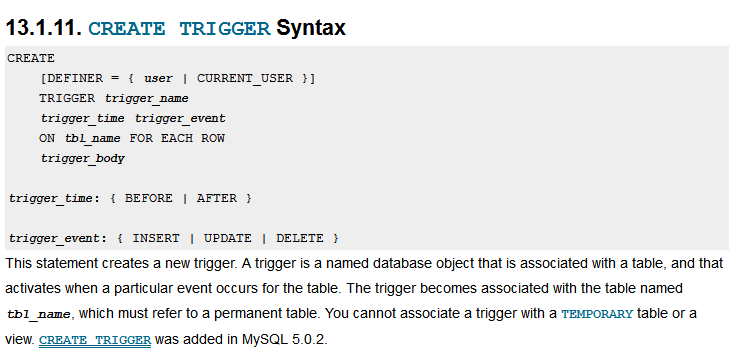 13.1.11. CREATE TRIGGER Syntax
CREATE
[DEFINER = { user | CURRENT_USER }]
TRIGGER trigger_name
trigger_time trigger_event
ON tbl_name FOR EACH ROW
trigger_body
trigger_time: { BEFORE | AFTER }
trigger_event: { INSERT | UPDATE | DELETE }
This statement creates a new trigger. A trigger is a named database object that is associated with a table, and that
activates when a particular event occurs for the table. The trigger becomes associated with the table named
tbl_name, which must refer to a permanent table. You cannot associate a trigger with a TEMPORARY table or a
view. CREATE TRIGGER was added in MySQL 5.0.2.